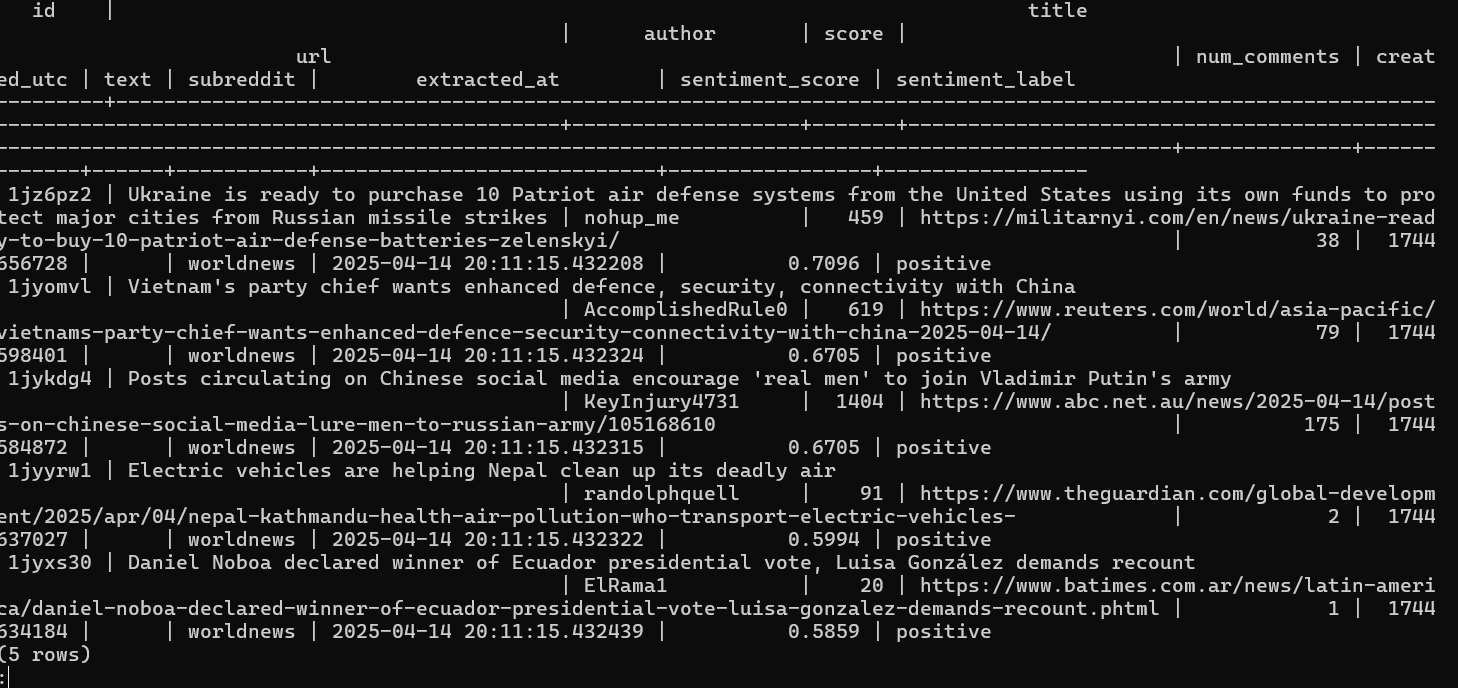 id | title
| author | score |
url | num_comments | creat
ed_utc | text | subreddit | extracted_at | sentiment_score | sentiment_label
---------+--------------------------------------------------------------------------------------------------------------
-----------------------------------------------+-------------------+-------+--------------------------------------------
--------------------------------------------------------------------------------------------------+--------------+------
-------+------+-----------+----------------------------+-----------------+-----------------
1jz6pz2 | Ukraine is ready to purchase 10 Patriot air defense systems from the United States using its own funds to pro
tect major cities from Russian missile strikes | nohup_me | 459 | https://militarnyi.com/en/news/ukraine-read
y-to-buy-10-patriot-air-defense-batteries-zelenskyi/ | 38 | 1744
656728 | | worldnews | 2025-04-14 20:11:15.432208 | 0.7096 | positive
1jyomvl | Vietnam's party chief wants enhanced defence, security, connectivity with China
| AccomplishedRule0 | 619 | https://www.reuters.com/world/asia-pacific/
vietnams-party-chief-wants-enhanced-defence-security-connectivity-with-china-2025-04-14/ | 79 | 1744
598401 | | worldnews | 2025-04-14 20:11:15.432324 | 0.6705 | positive
1jykdg4 | Posts circulating on Chinese social media encourage 'real men' to join Vladimir Putin's army
| KeyInjury4731 | 1404 | https://www.abc.net.au/news/2025-04-14/post
s-on-chinese-social-media-lure-men-to-russian-army/105168610 | 175 | 1744
584872 | | worldnews | 2025-04-14 20:11:15.432315 | 0.6705 | positive
1jyyrw1 | Electric vehicles are helping Nepal clean up its deadly air
| randolphquell | 91 | https://www.theguardian.com/global-developm
ent/2025/apr/04/nepal-kathmandu-health-air-pollution-who-transport-electric-vehicles- | 2 | 1744
637027 | | worldnews | 2025-04-14 20:11:15.432322 | 0.5994 | positive
1jyxs30 | Daniel Noboa declared winner of Ecuador presidential vote, Luisa González demands recount
| ElRama1 | 20 | https://www.batimes.com.ar/news/latin-ameri
ca/daniel-noboa-declared-winner-of-ecuador-presidential-vote-luisa-gonzalez-demands-recount.phtml | 1 | 1744
634184 | | worldnews | 2025-04-14 20:11:15.432439 | 0.5859 | positive
(5 rows)
: